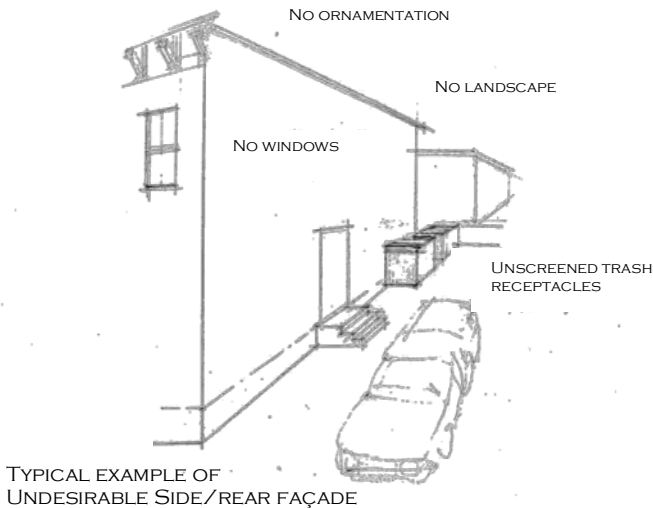 No ornamentation
No landscape
No windows
Unscreened trash
receptacles
Typical example of
Undesirable Side/rear façade